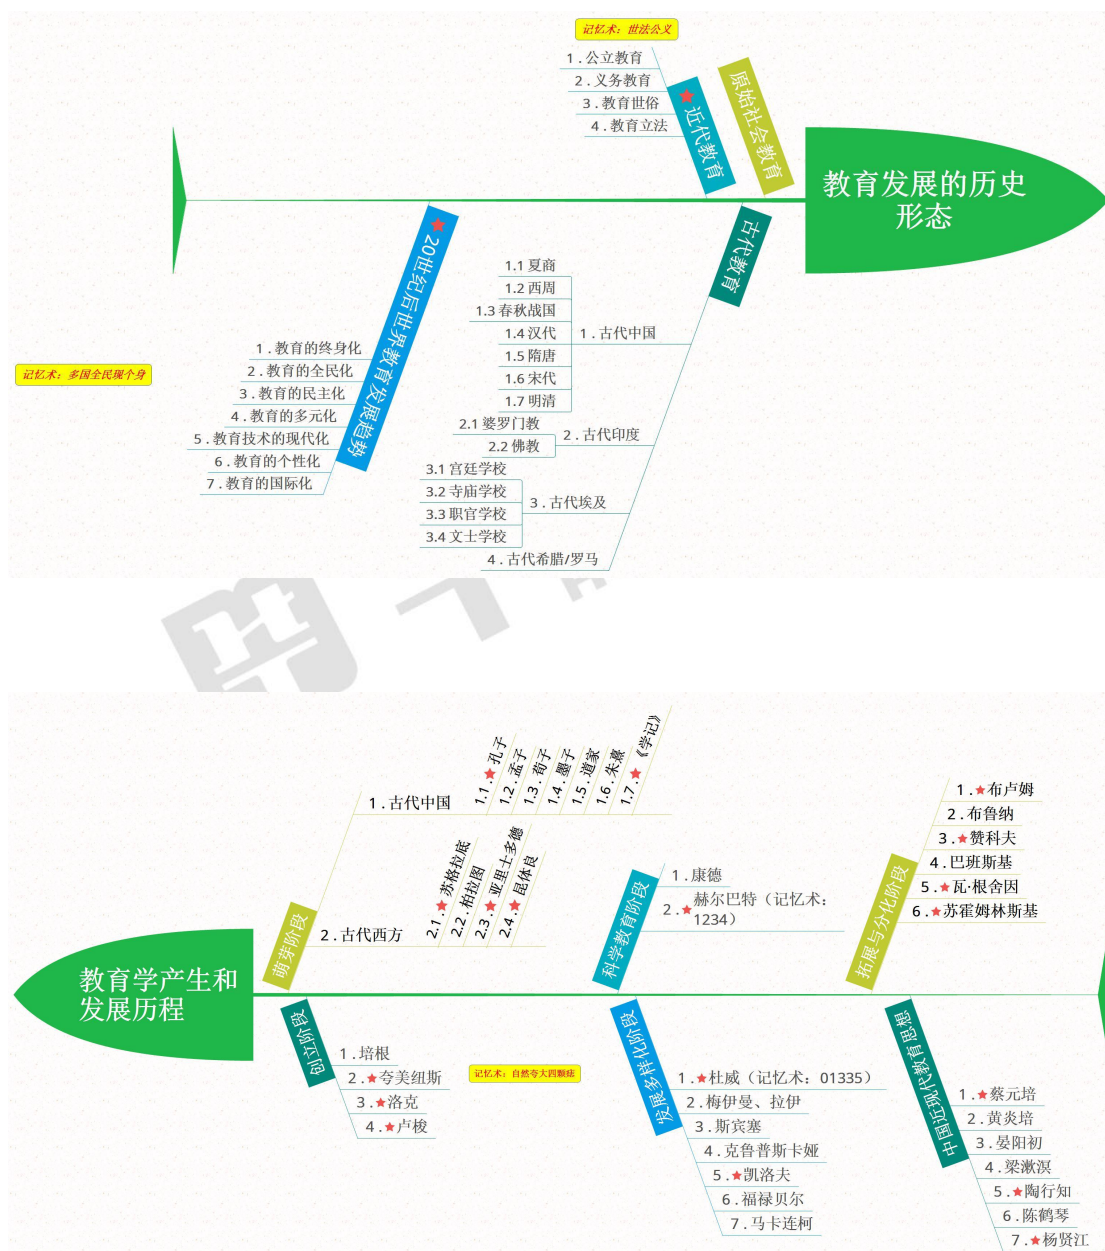 记忆术：世法公义
1.公立教育
2.义务教育
3.教育世俗
4.教育立法
★近代教育
原始社会教育
教育发展的历史
形态
古代教育
1.1 夏商
1.2 西周
1.3 春秋战国
1.4 汉代
1.5 隋唐
1.6 宋代
1.7 明清
1.古代中国
2.1 婆罗门教
2.2 佛教
2.古代印度
3.1 宫廷学校
3.2 寺庙学校
3.3 职官学校
3.4 文士学校
3.古代埃及
4.古代希腊/罗马
★20世纪后世界教育发展趋势
1.教育的终身化
2.教育的全民化
3.教育的民主化
4.教育的多元化
5.教育技术的现代化
6.教育的个性化
7.教育的国际化
记忆术：多国全民现个身
教育学产生和
发展历程
萌芽阶段
1.古代中国
1.1.★孔子
1.2.孟子
1.3.荀子
1.4.墨子
1.5.道家
1.6.朱熹
1.7.★《学记》
2.古代西方
2.1.★苏格拉底
2.2.柏拉图
2.3.★亚里士多德
2.4.★昆体良
创立阶段
1.培根
2.★夸美纽斯
3.★洛克
4.★卢梭
记忆术：自然夸大四颗痣
科学教育阶段
1.康德
2.★赫尔巴特（记忆术：
1234）
发展多样化阶段
1.★杜威（记忆术：01335）
2.梅伊曼、拉伊
3.斯宾塞
4.克鲁普斯卡娅
5.★凯洛夫
6.福禄贝尔
7.马卡连柯
拓展与分化阶段
1.★布卢姆
2.布鲁纳
3.★赞科夫
4.巴班斯基
5.★瓦·根舍因
6.★苏霍姆林斯基
中国近现代教育思想
1.★蔡元培
2.黄炎培
3.晏阳初
4.梁漱溟
5.★陶行知
6.陈鹤琴
7.★杨贤江